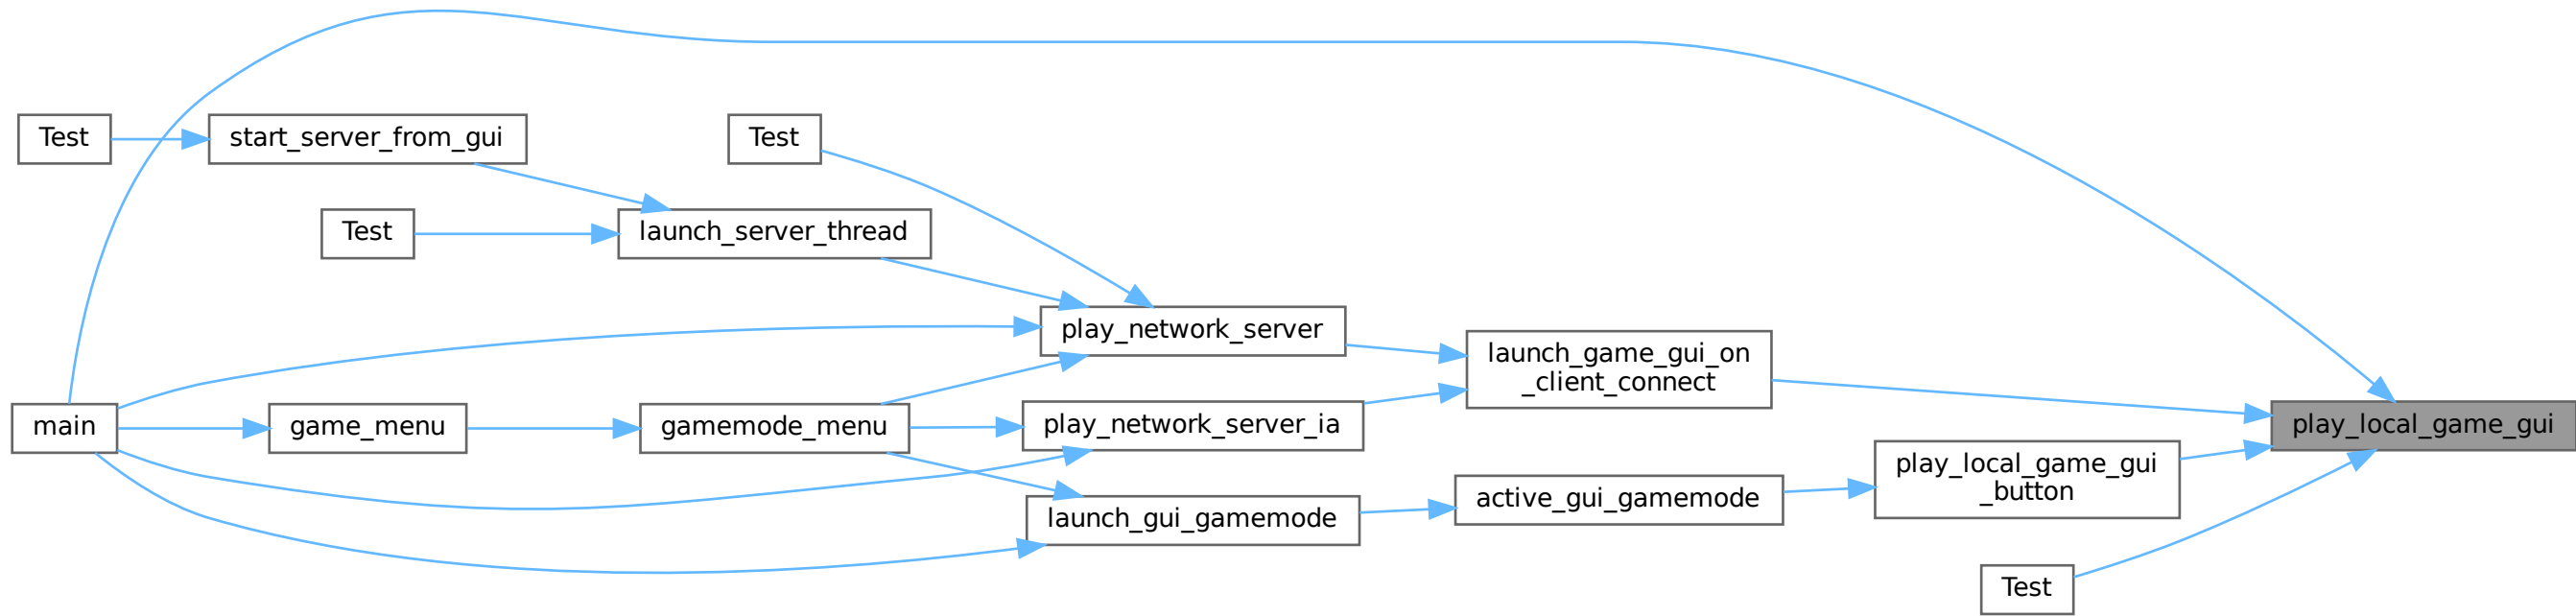 Test
start_server_from_gui
Test
Test
launch_server_thread
play_network_server
launch_game_gui_on
_client_connect
main
game_menu
gamemode_menu
play_network_server_ia
play_local_game_gui
play_local_game_gui
_button
active_gui_gamemode
launch_gui_gamemode
Test